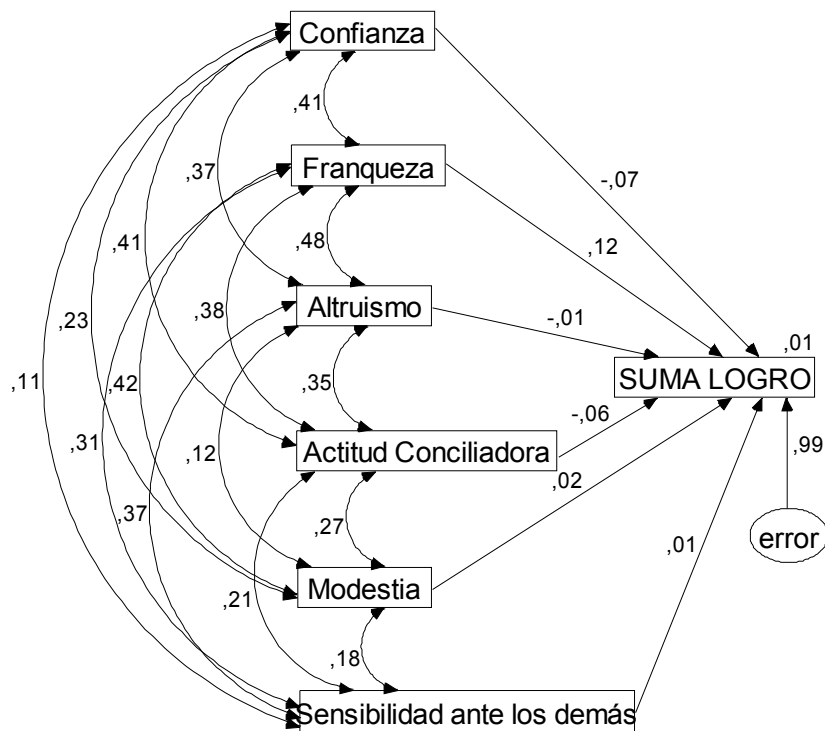 Confianza
,41
-,07
,37
Franqueza
,12
,41
,48
,38
Altruismo
-,01
,23
,11
,42
,35
,01
SUMA LOGRO
-,06
,31
,12
Actitud Conciliadora
,02
,99
,37
,27
error
,01
Modestia
,21
,18
Sensibilidad ante los demás